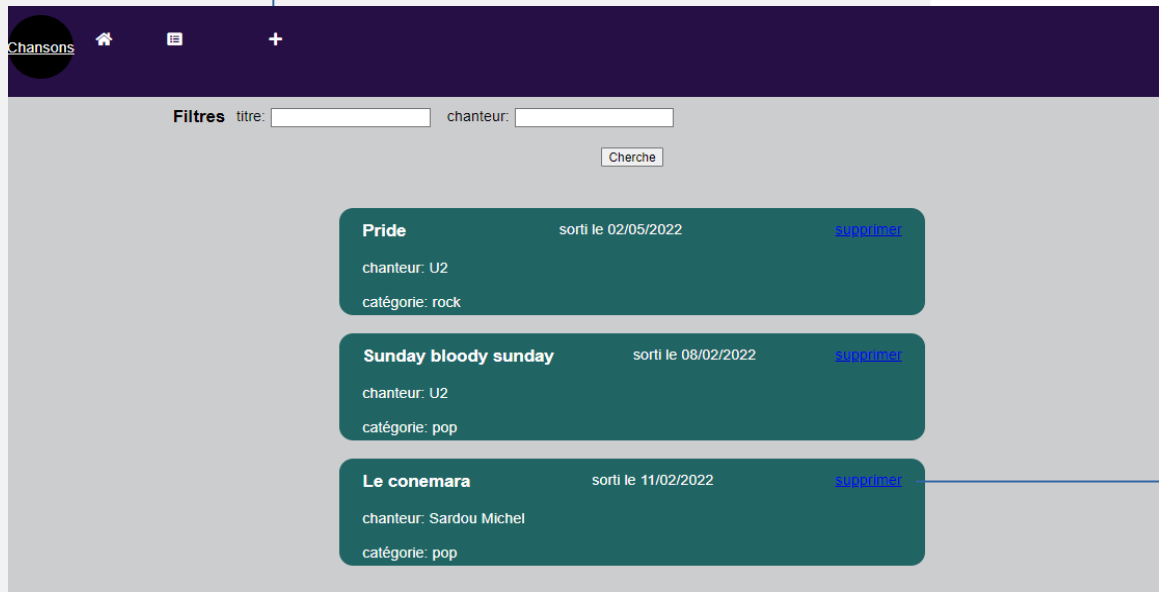 Chansons
Filtres titre: chanteur:
Cherche
Pride sorti le 02/05/2022 supprimer
chanteur: U2
catégorie: rock
Sunday bloody sunday sorti le 08/02/2022 supprimer
chanteur: U2
catégorie: pop
Le conemara sorti le 11/02/2022 supprimer
chanteur: Sardou Michel
catégorie: pop